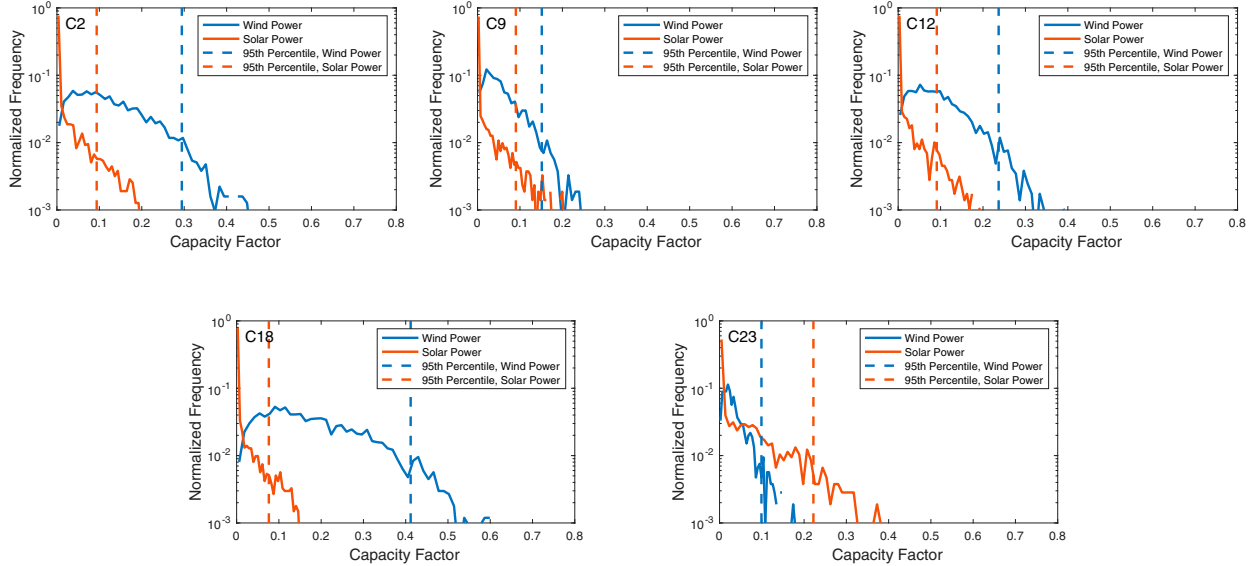 C2
Wind Power
Solar Power
95th Percentile, Wind Power
95th Percentile, Solar Power
Normalized Frequency
10^0
10^-1
10^-2
10^-3
0 0.1 0.2 0.3 0.4 0.5 0.6 0.7 0.8
Capacity Factor
C9
Wind Power
Solar Power
95th Percentile, Wind Power
95th Percentile, Solar Power
Normalized Frequency
10^0
10^-1
10^-2
10^-3
0 0.1 0.2 0.3 0.4 0.5 0.6 0.7 0.8
Capacity Factor
C12
Wind Power
Solar Power
95th Percentile, Wind Power
95th Percentile, Solar Power
Normalized Frequency
10^0
10^-1
10^-2
10^-3
0 0.1 0.2 0.3 0.4 0.5 0.6 0.7 0.8
Capacity Factor
C18
Wind Power
Solar Power
95th Percentile, Wind Power
95th Percentile, Solar Power
Normalized Frequency
10^0
10^-1
10^-2
10^-3
0 0.1 0.2 0.3 0.4 0.5 0.6 0.7 0.8
Capacity Factor
C23
Wind Power
Solar Power
95th Percentile, Wind Power
95th Percentile, Solar Power
Normalized Frequency
10^0
10^-1
10^-2
10^-3
0 0.1 0.2 0.3 0.4 0.5 0.6 0.7 0.8
Capacity Factor